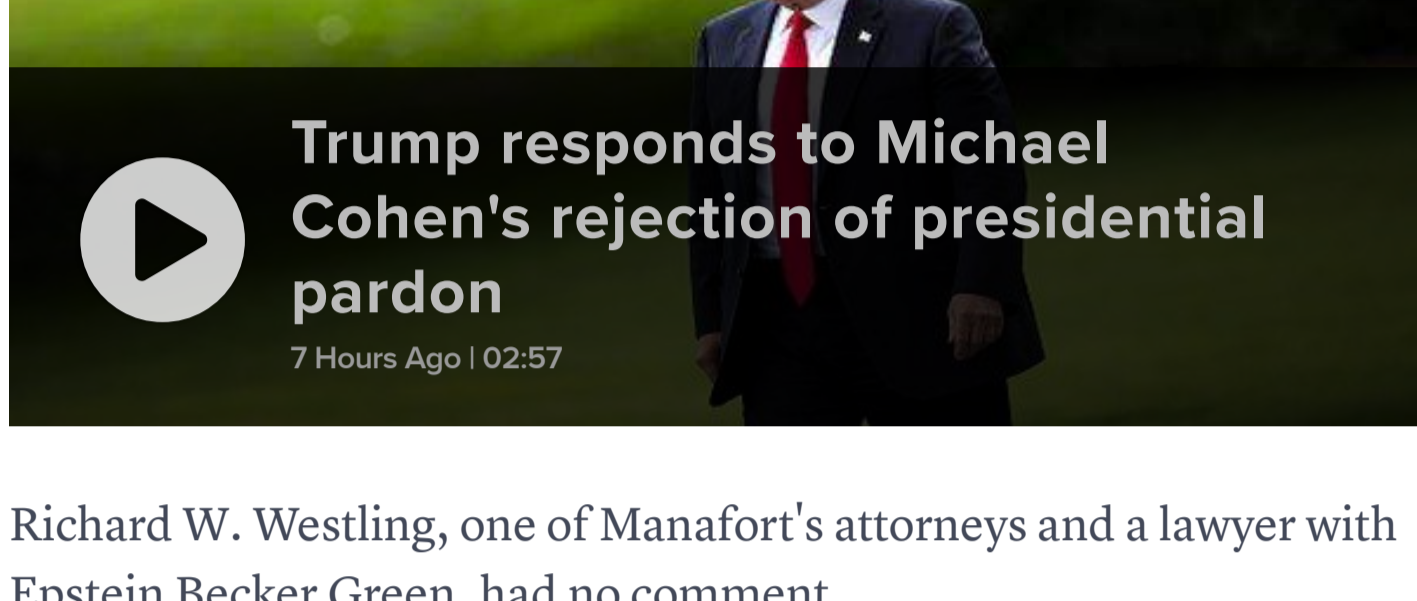 Trump responds to Michael
Cohen's rejection of presidential
pardon
7 Hours Ago | 02:57
Richard W. Westling, one of Manafort's attorneys and a lawyer with
Epstein Becker Green, had no comment